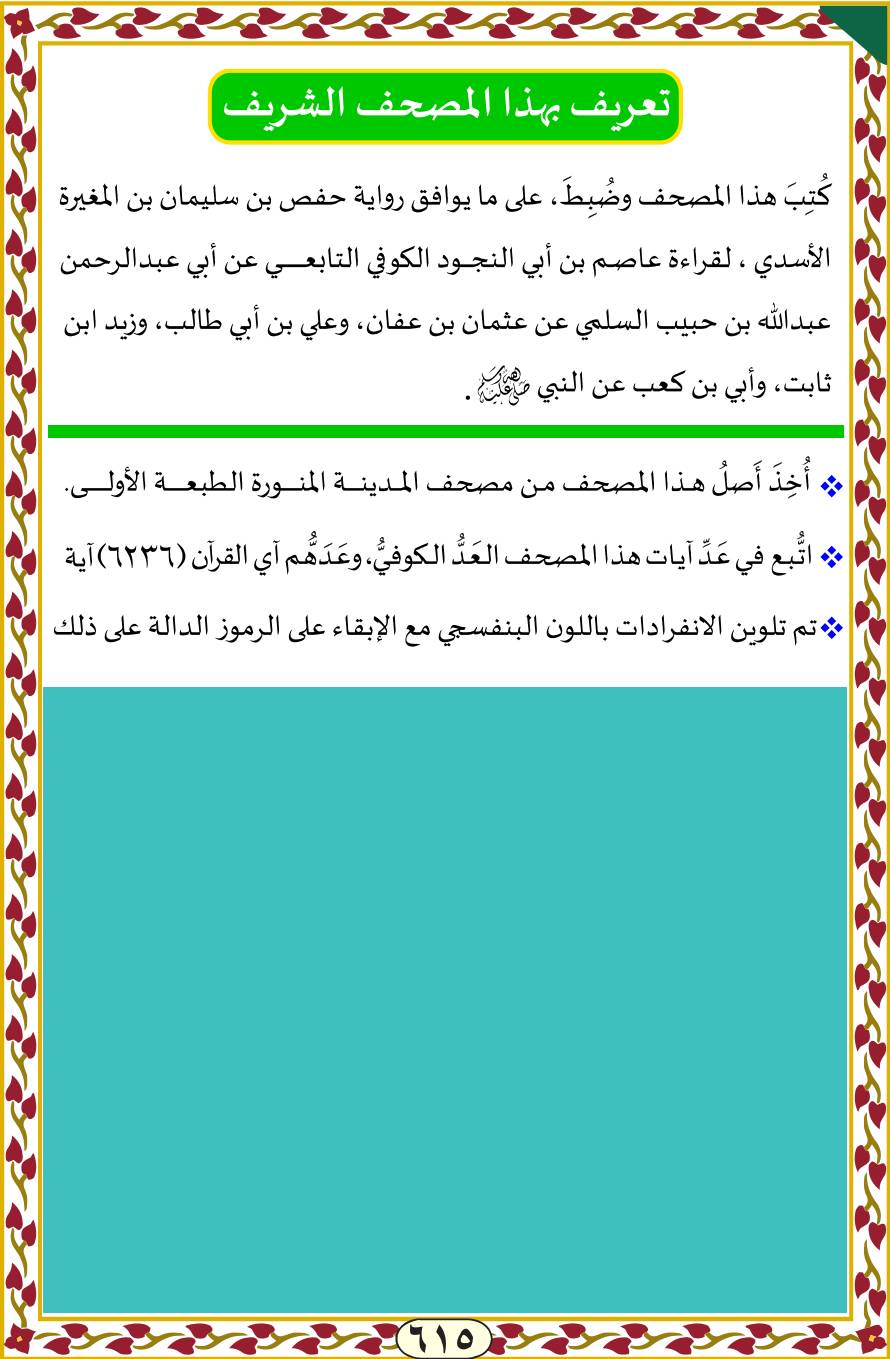 تعريف بهذا المصحف الشريف
كُتِبَ هذا المصحف وضُبِطَ، على ما يوافق رواية حفص بن سليمان بن المغيرة
الأسدي ، لقراءة عاصم بن أبي النجود الكوفي التابعي عن أبي عبدالرحمن
عبدالله بن حبيب السلمي عن عثمان بن عفان، وعلي بن أبي طالب، وزيد ابن
ثابت، وأبي بن كعب عن النبي ﷺ .
❖ أُخِذَ أَصلُ هذا المصحف من مصحف المدينة المنورة الطبعة الأولى.
❖ اتُّبع في عَدِّ آيات هذا المصحف العَدُّ الكوفيُّ، وعَدَهُّم آي القرآن (٦٢٣٦) آية
❖ تم تلوين الانفرادات باللون البنفسجي مع الإبقاء على الرموز الدالة على ذلك
٦١٥